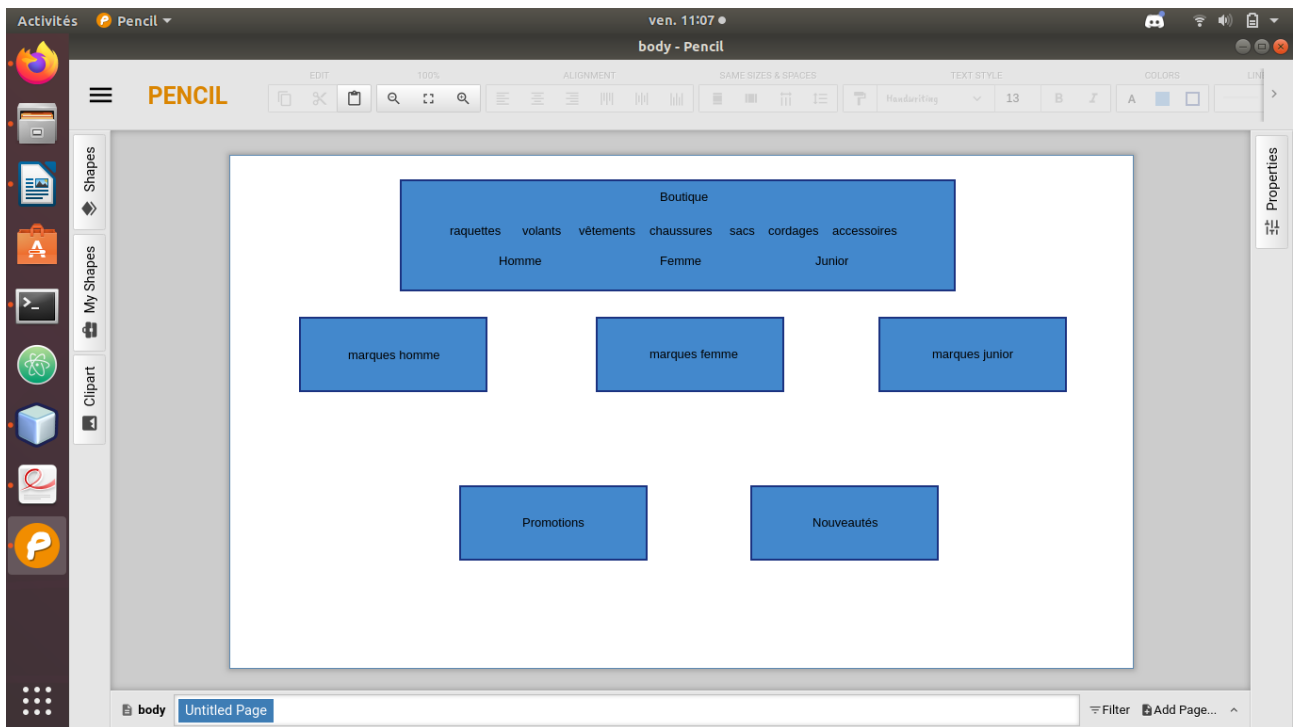 Activités Pencil ven. 11:07
body - Pencil
PENCIL
EDIT 100% ALIGNMENT SAME SIZES & SPACES TEXT STYLE COLORS LIN
Handwriting 13 B I A
Shapes
My Shapes
Clipart
Properties
Boutique
raquettes volants vêtements chaussures sacs cordages accessoires
Homme Femme Junior
marques homme marques femme marques junior
Promotions Nouveautés
body Untitled Page Filter Add Page...